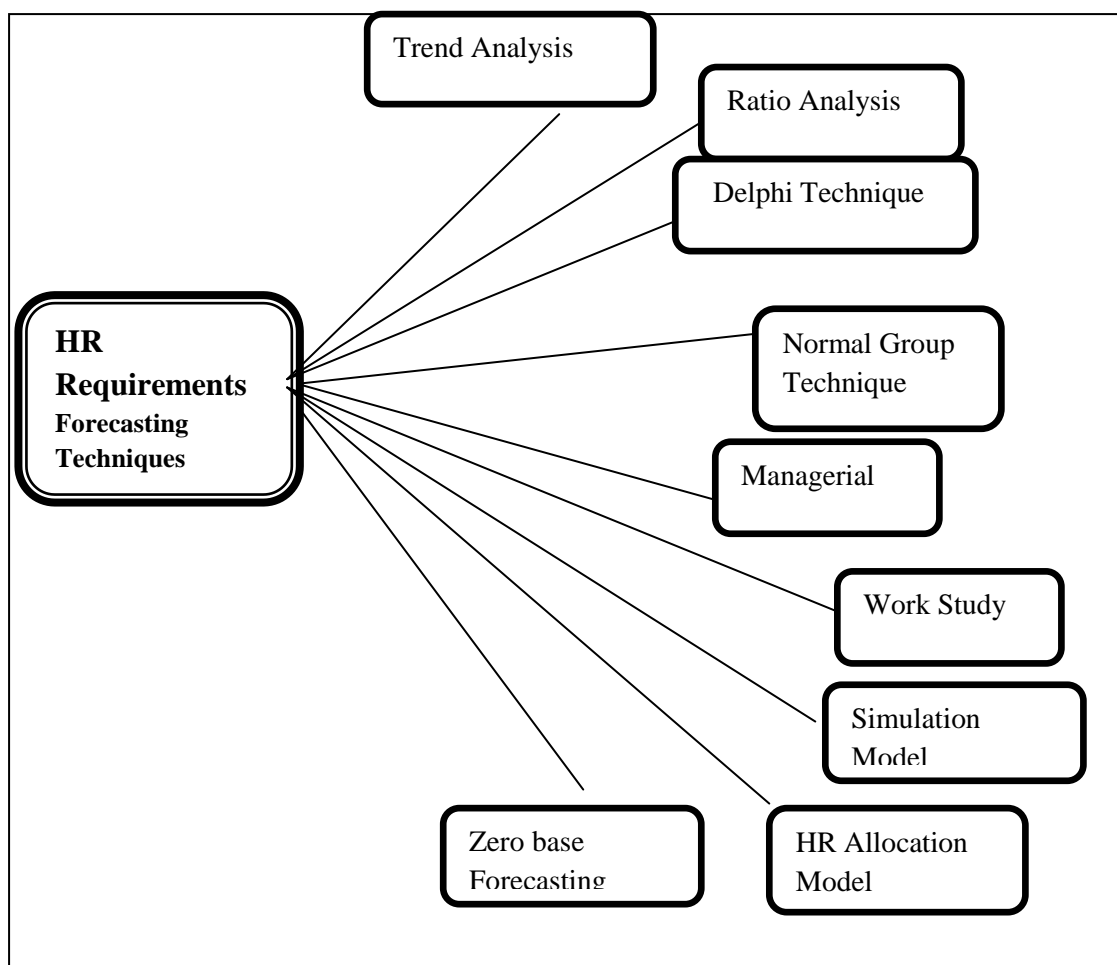 Trend Analysis
Ratio Analysis
Delphi Technique
HR
Requirements
Forecasting
Techniques
Normal Group
Technique
Managerial
Work Study
Simulation
Model
Zero base
Forecasting
HR Allocation
Model